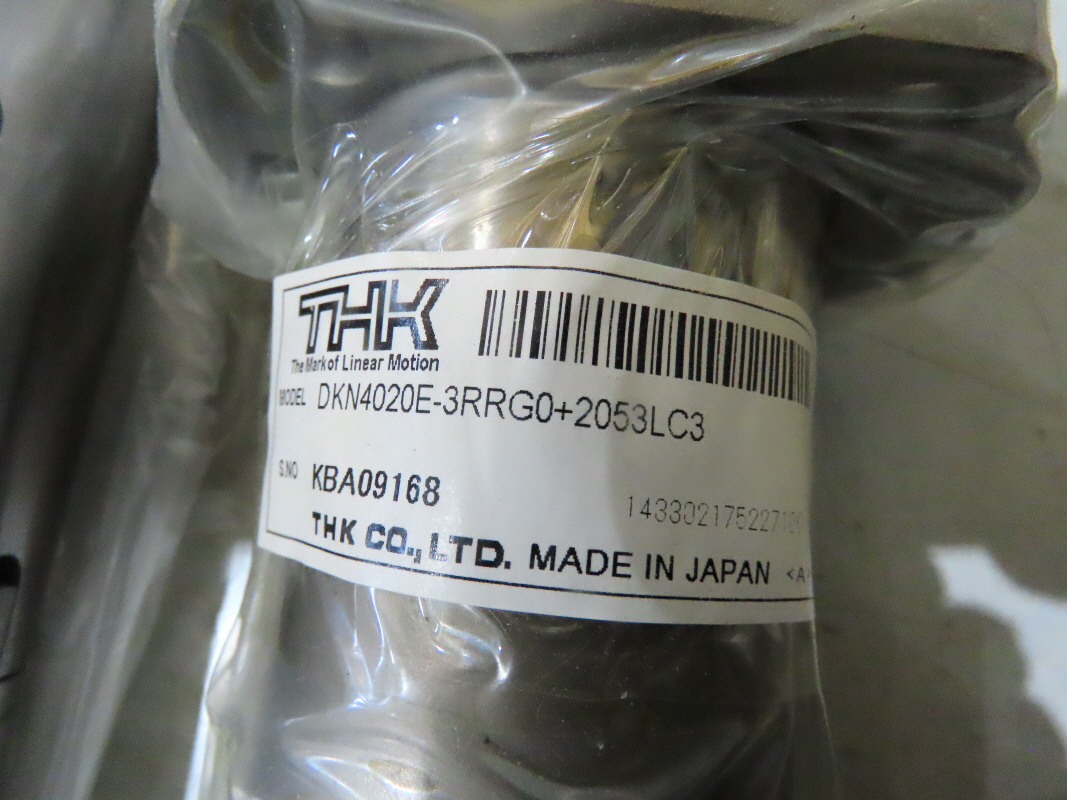 THK
The Mark of Linear Motion
MODEL DKN4020E-3RRG0+2053LC3
S.NO KBA09168
THK CO., LTD. MADE IN JAPAN